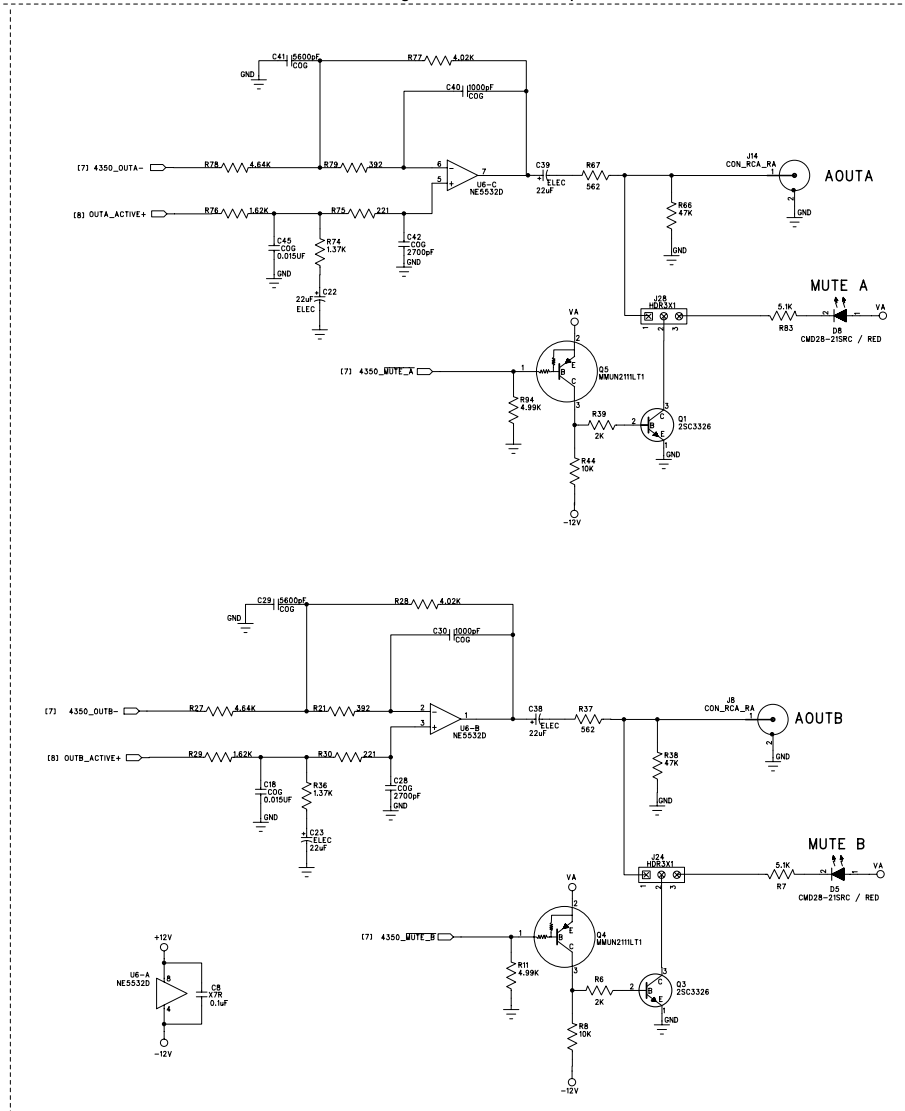 C41 5600pF
COG
GND
R77 4.02K
C40 1000pF
COG
[7] 4350_OUTA-
R78 4.64K
R79 392
6
5
7
U6-C
NE5532D
C39
ELEC
22uF
R67
562
J14
CON_RCA_RA
1
2
AOUTA
GND
[8] OUTA_ACTIVE+
R76 1.62K
R75 221
C45
COG
0.015UF
GND
R74
1.37K
C42
COG
2700pF
GND
22uF C22
ELEC
R66
47K
GND
MUTE A
J28
HDR3X1
1 2 3
5.1K
R83
2 1
VA
D8
CMD28-21SRC / RED
VA
2
[7] 4350_MUTE_A
1
B
E
C
3
Q5
MMUN2111LT1
R94
4.99K
R39
2K
2
B
C
E
3
1
Q1
2SC3326
GND
R44
10K
-12V
C29 5600pF
COG
GND
R28 4.02K
C30 1000pF
COG
[7] 4350_OUTB-
R27 4.64K
R21 392
2
3
1
U6-B
NE5532D
C38
ELEC
22uF
R37
562
J8
CON_RCA_RA
1
2
AOUTB
GND
[8] OUTB_ACTIVE+
R29 1.62K
R30 221
C18
COG
0.015UF
GND
R36
1.37K
C28
COG
2700pF
GND
C23
ELEC
22uF
R38
47K
GND
MUTE B
J24
HDR3X1
1 2 3
5.1K
R7
2 1
VA
D5
CMD28-21SRC / RED
VA
2
[7] 4350_MUTE_B
1
B
E
C
3
Q4
MMUN2111LT1
R11
4.99K
R6
2K
2
B
C
E
3
1
Q3
2SC3326
GND
R8
10K
-12V
+12V
U6-A
NE5532D
8
4
C8
X7R
0.1uF
-12V